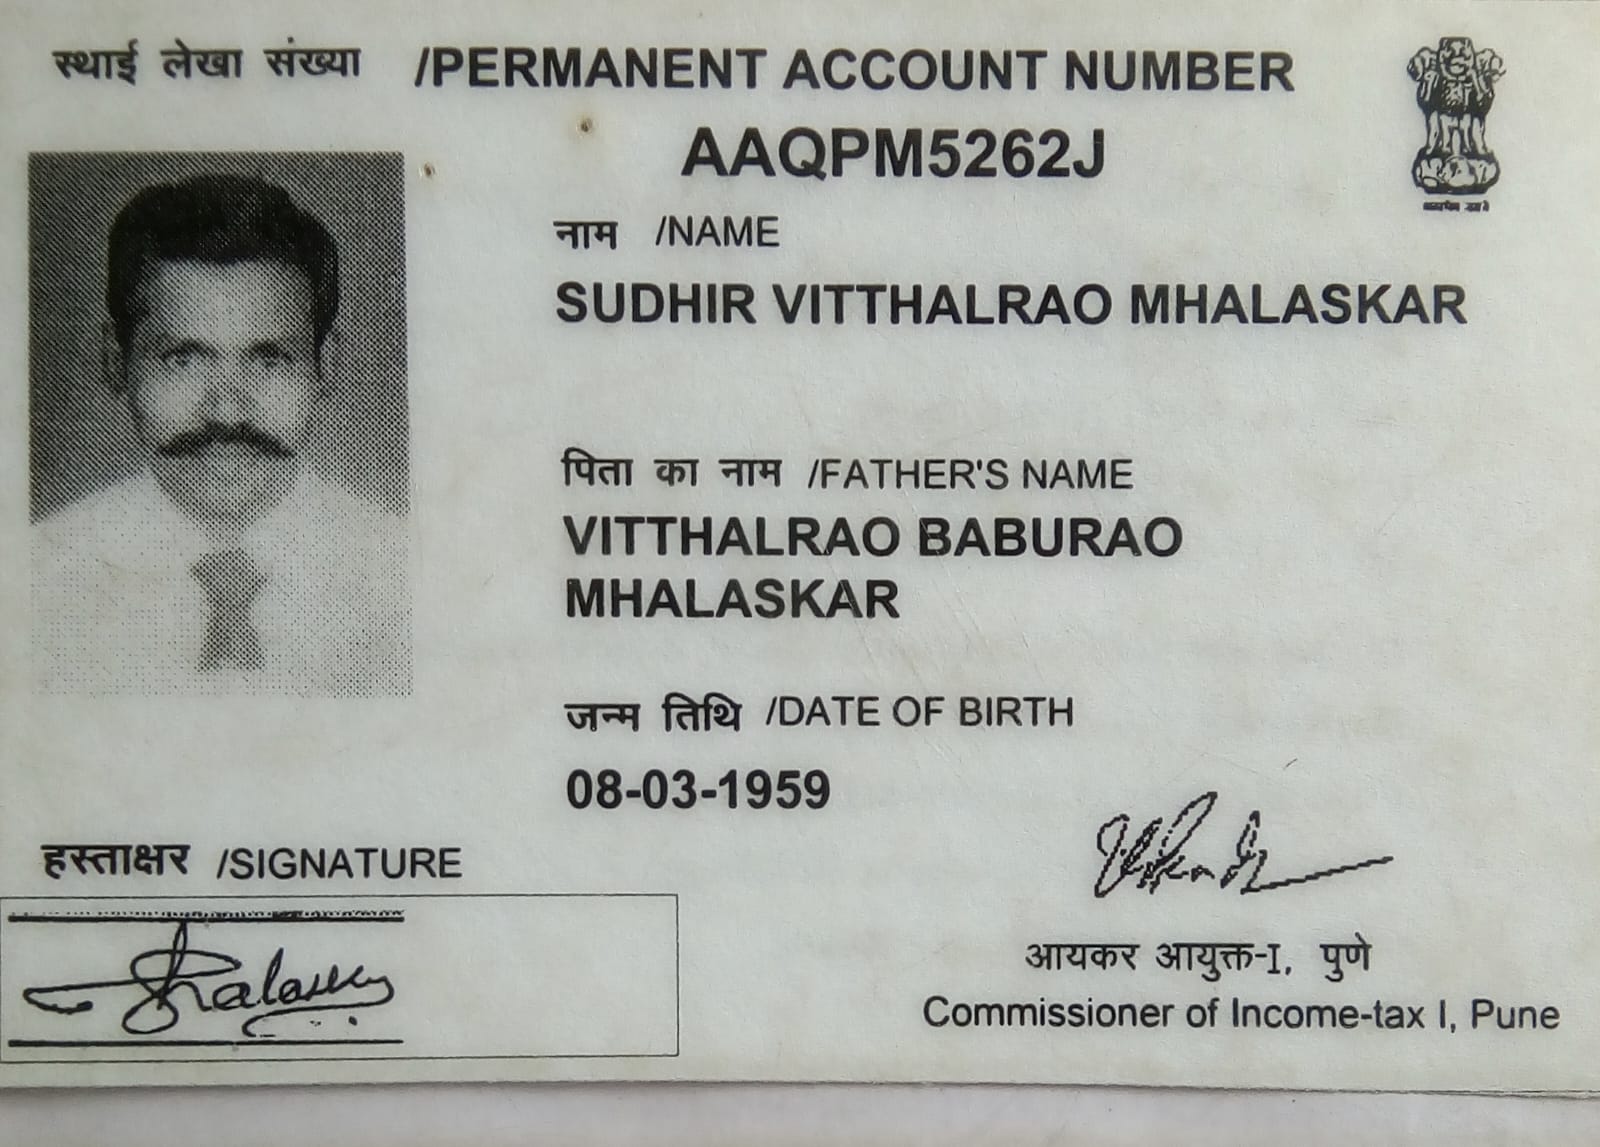 स्थाई लेखा संख्या /PERMANENT ACCOUNT NUMBER
AAQPM5262J
नाम /NAME
SUDHIR VITTHALRAO MHALASKAR
पिता का नाम /FATHER'S NAME
VITTHALRAO BABURAO
MHALASKAR
जन्म तिथि /DATE OF BIRTH
08-03-1959
हस्ताक्षर /SIGNATURE
आयकर आयुक्त-I, पुणे
Commissioner of Income-tax I, Pune